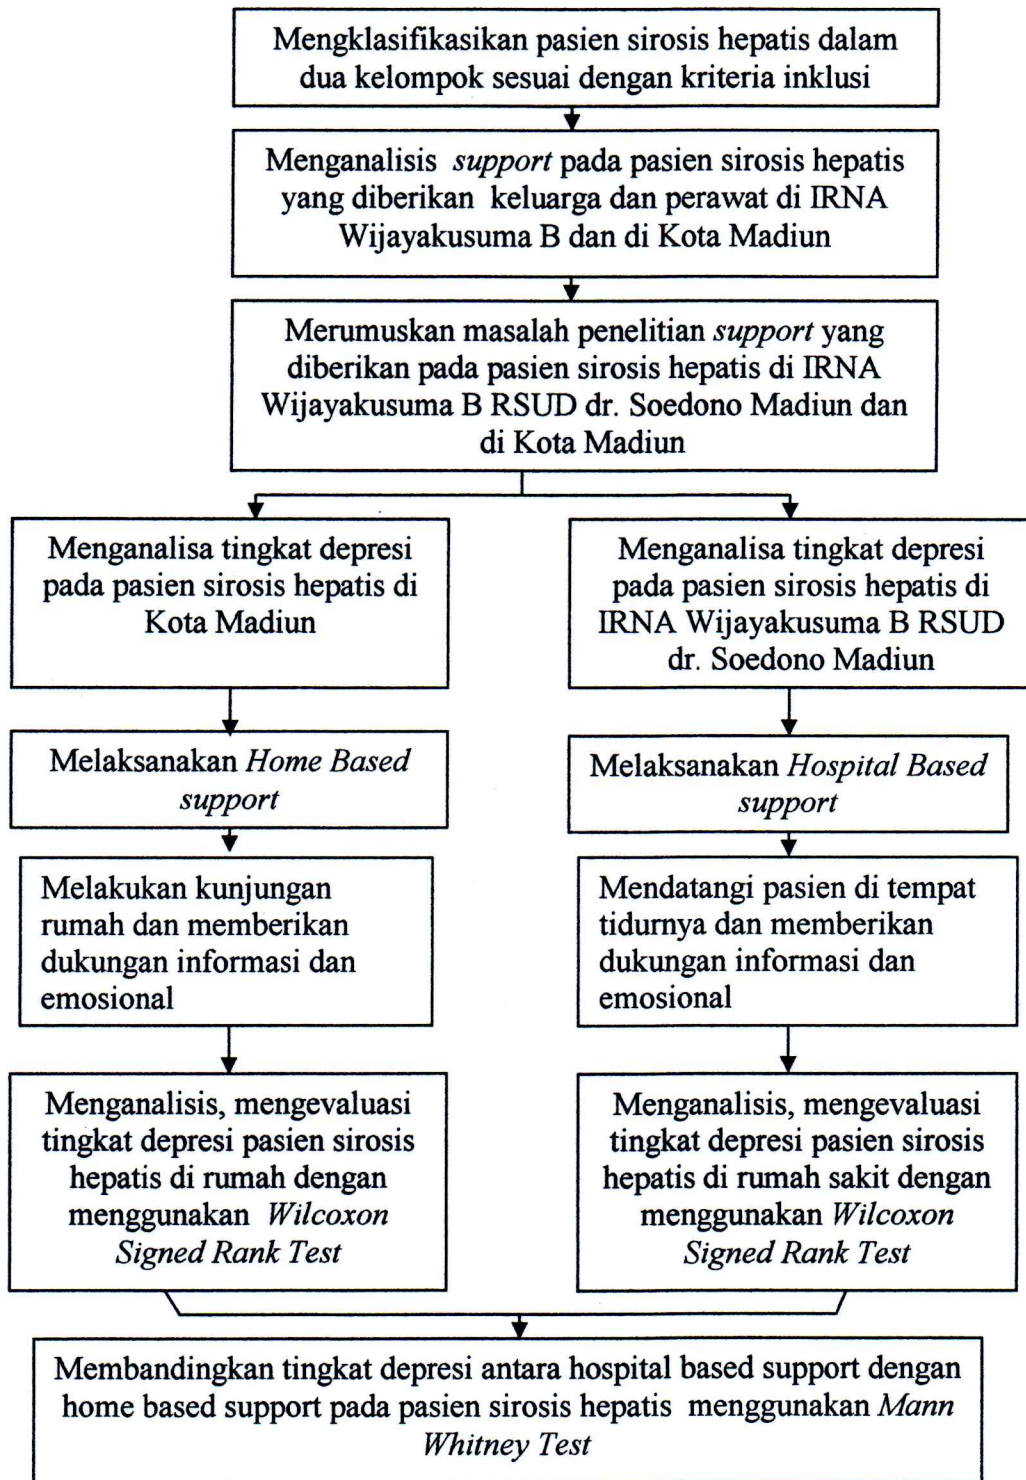 Mengklasifikasikan pasien sirosis hepatis dalam
dua kelompok sesuai dengan kriteria inklusi
Menganalisis support pada pasien sirosis hepatis
yang diberikan keluarga dan perawat di IRNA
Wijayakusuma B dan di Kota Madiun
Merumuskan masalah penelitian support yang
diberikan pada pasien sirosis hepatis di IRNA
Wijayakusuma B RSUD dr. Soedono Madiun dan
di Kota Madiun
Menganalisa tingkat depresi
pada pasien sirosis hepatis di
Kota Madiun
Menganalisa tingkat depresi
pada pasien sirosis hepatis di
IRNA Wijayakusuma B RSUD
dr. Soedono Madiun
Melaksanakan Home Based
support
Melaksanakan Hospital Based
support
Melakukan kunjungan
rumah dan memberikan
dukungan informasi dan
emosional
Mendatangi pasien di tempat
tidurnya dan memberikan
dukungan informasi dan
emosional
Menganalisis, mengevaluasi
tingkat depresi pasien sirosis
hepatis di rumah dengan
menggunakan Wilcoxon
Signed Rank Test
Menganalisis, mengevaluasi
tingkat depresi pasien sirosis
hepatis di rumah sakit dengan
menggunakan Wilcoxon
Signed Rank Test
Membandingkan tingkat depresi antara hospital based support dengan
home based support pada pasien sirosis hepatis menggunakan Mann
Whitney Test